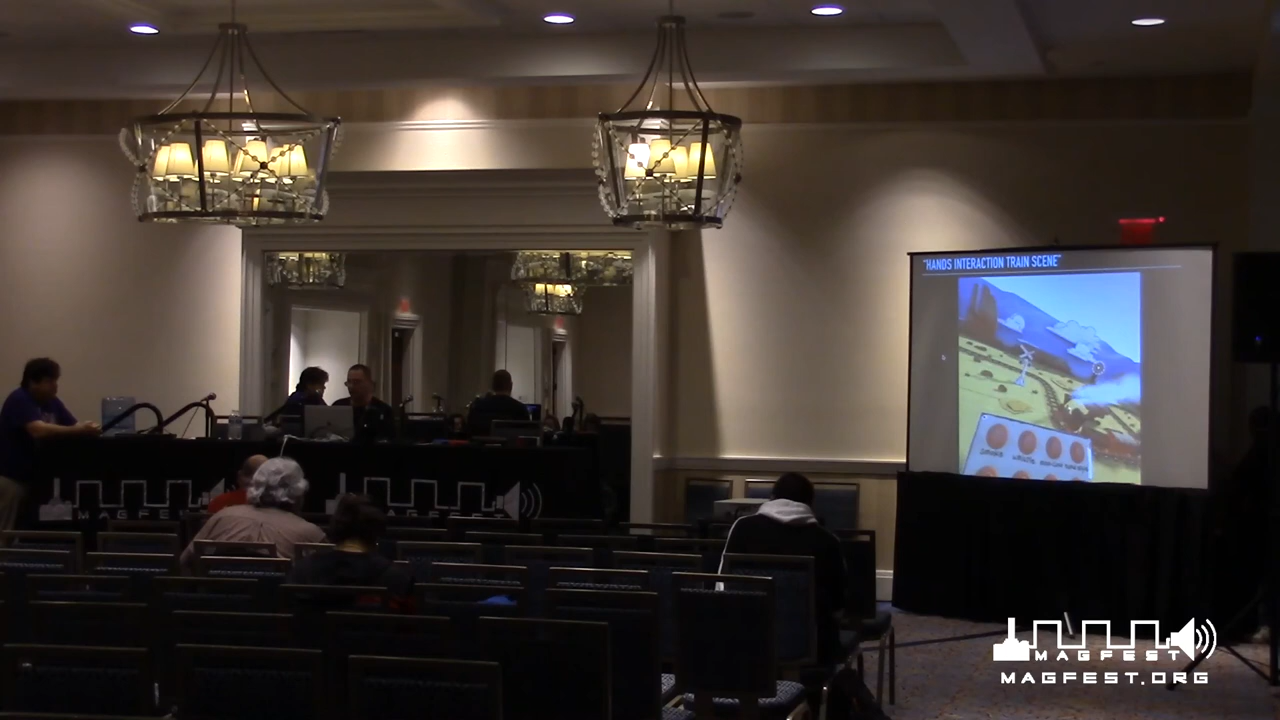 "HANDS INTERACTION TRAIN SCENE"
MAGFEST
MAGFEST
MAGFEST
MAGFEST.ORG